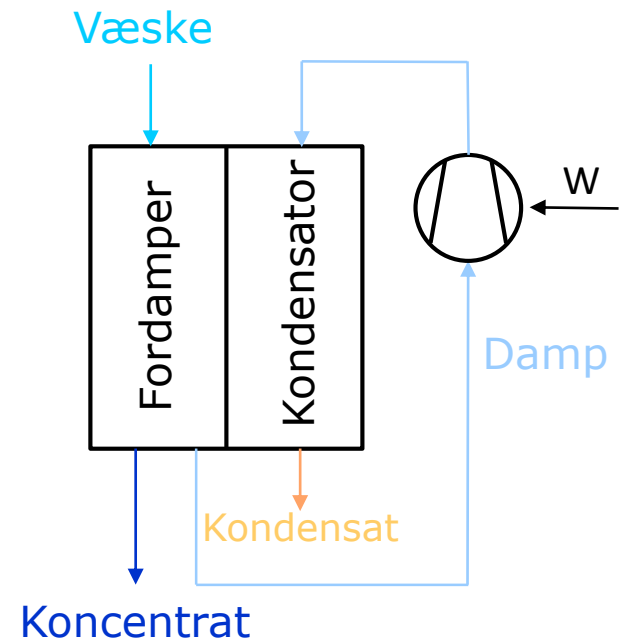 Væske
W
Fordamper
Kondensator
Damp
Kondensat
Koncentrat